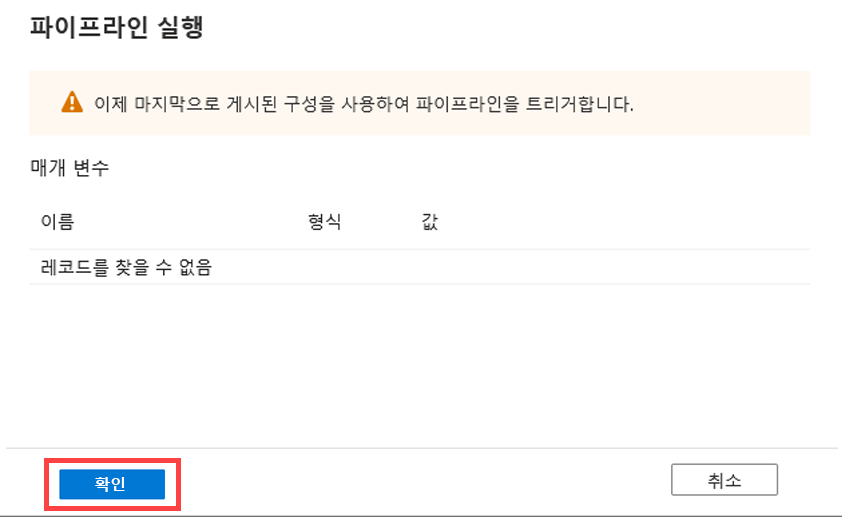 파이프라인 실행
이제 마지막으로 게시된 구성을 사용하여 파이프라인을 트리거합니다.
매개 변수
이름 형식 값
레코드를 찾을 수 없음
확인 취소